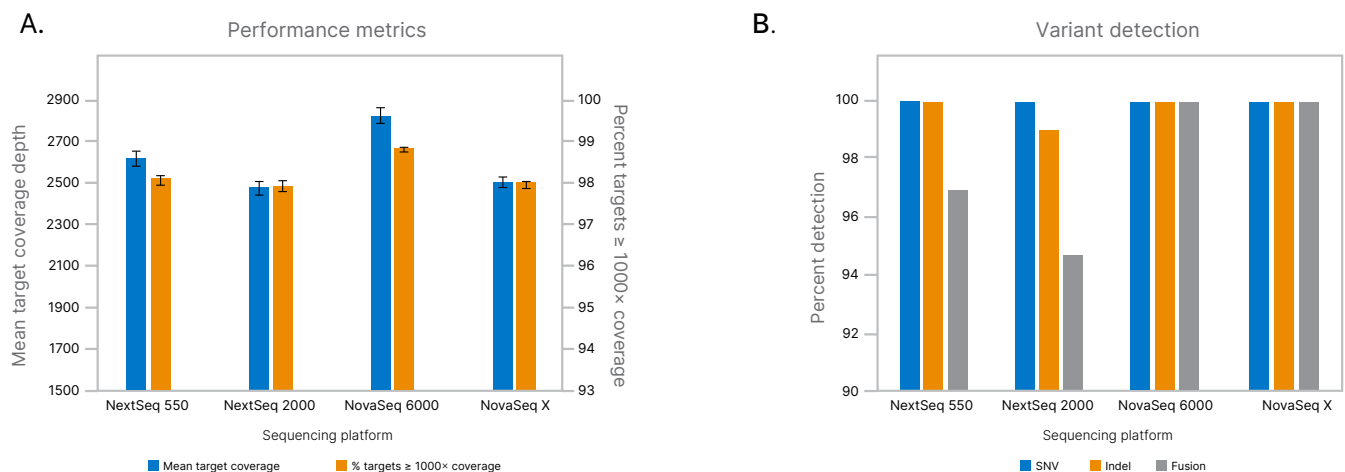 A.
Performance metrics
Mean target coverage depth
2900
2700
2500
2300
2100
1900
1700
1500
100
99
98
97
96
95
94
93
Percent targets ≥ 1000× coverage
NextSeq 550 NextSeq 2000 NovaSeq 6000 NovaSeq X
Sequencing platform
Mean target coverage % targets ≥ 1000× coverage
B.
Variant detection
Percent detection
100
98
96
94
92
90
NextSeq 550 NextSeq 2000 NovaSeq 6000 NovaSeq X
Sequencing platform
SNV Indel Fusion